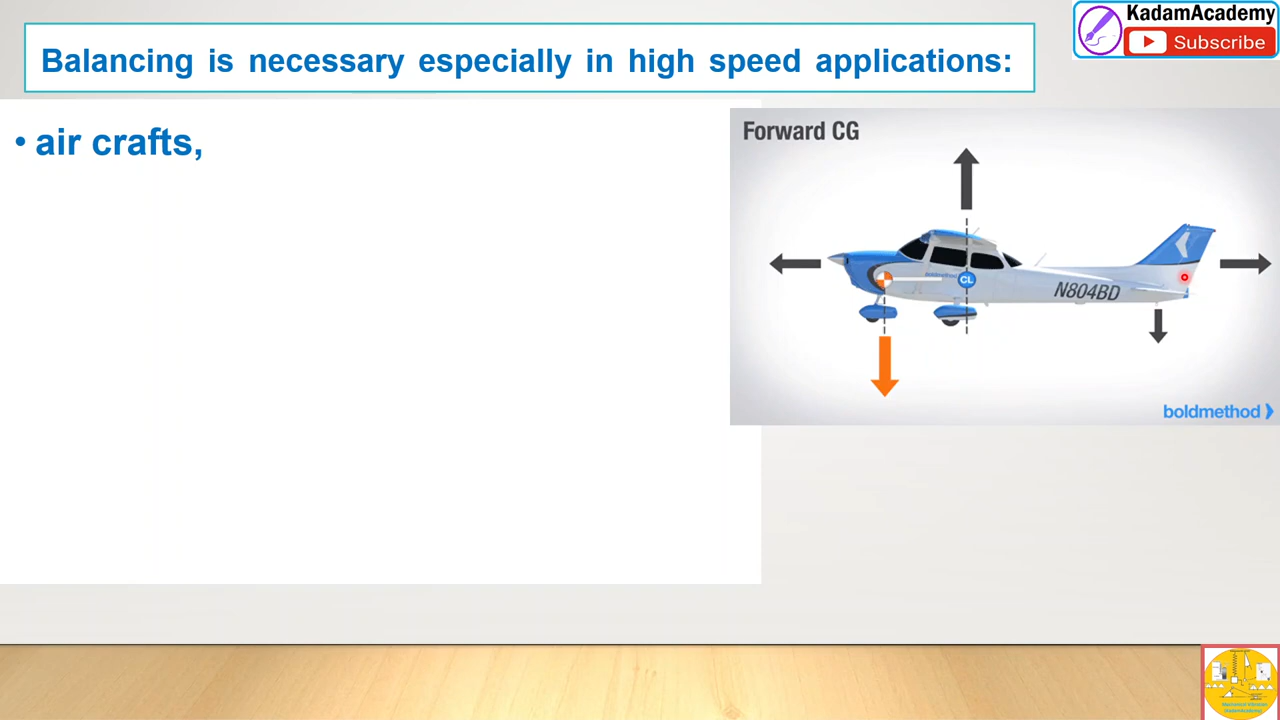 KadamAcademy
Subscribe
Balancing is necessary especially in high speed applications:
• air crafts,
Forward CG
CL
N804BD
boldmethod